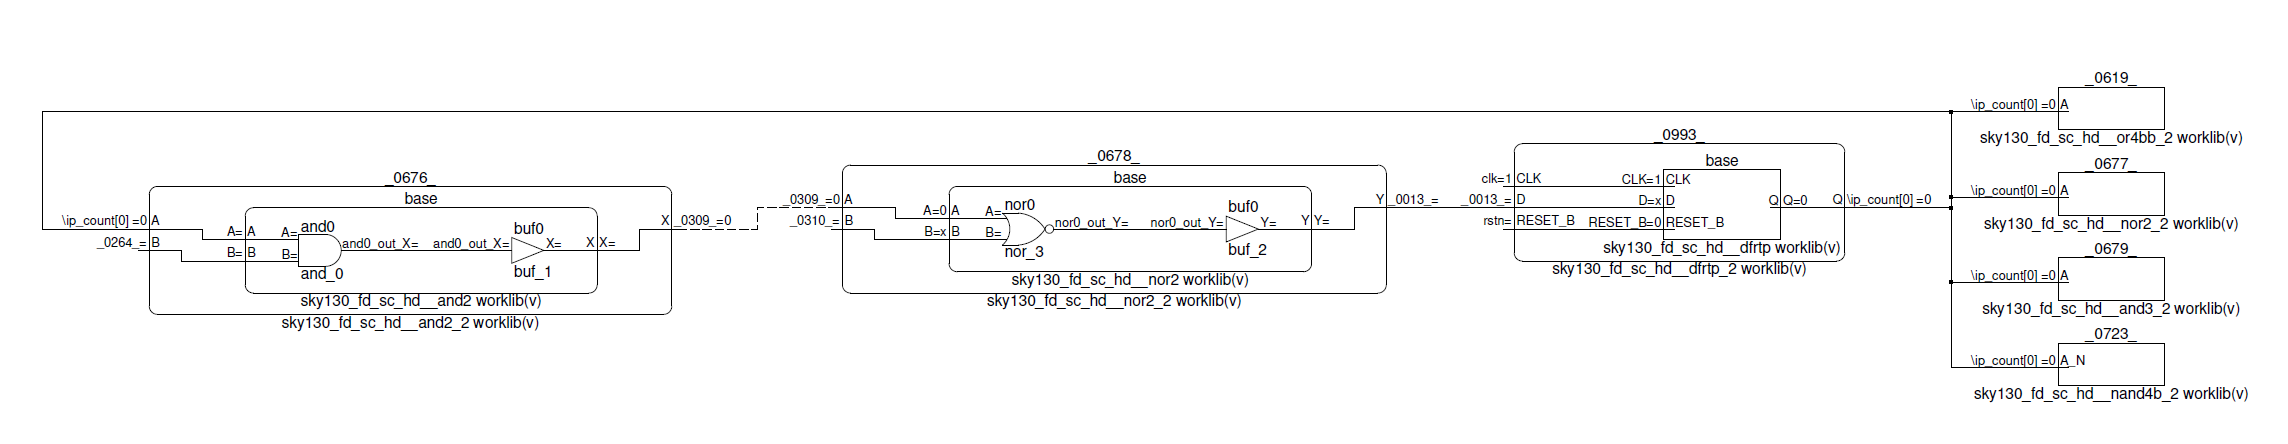 _0619_
\ip_count[0] =0 A
sky130_fd_sc_hd__or4bb_2 worklib(v)
_0677_
\ip_count[0] =0 A
sky130_fd_sc_hd__nor2_2 worklib(v)
_0679_
\ip_count[0] =0 A
sky130_fd_sc_hd__and3_2 worklib(v)
_0723_
\ip_count[0] =0 A_N
sky130_fd_sc_hd__nand4b_2 worklib(v)
_0676_
base
\ip_count[0] =0 A
_0264_= B
A= A
B= B
A=
B=
and0
and_0
and0_out_X=
and0_out_X=
buf0
buf_1
X=
X X=
X _0309_=0
sky130_fd_sc_hd__and2 worklib(v)
sky130_fd_sc_hd__and2_2 worklib(v)
_0678_
base
_0309_=0 A
_0310_= B
A=0 A
B=x B
A=
B=
nor0
nor_3
nor0_out_Y=
nor0_out_Y=
buf0
buf_2
Y=
Y Y=
Y _0013_=
sky130_fd_sc_hd__nor2 worklib(v)
sky130_fd_sc_hd__nor2_2 worklib(v)
_0993_
base
clk=1 CLK
_0013_= D
rstn= RESET_B
CLK=1 CLK
D=x D
RESET_B=0 RESET_B
Q Q=0
Q \ip_count[0] =0
sky130_fd_sc_hd__dfrtp worklib(v)
sky130_fd_sc_hd__dfrtp_2 worklib(v)